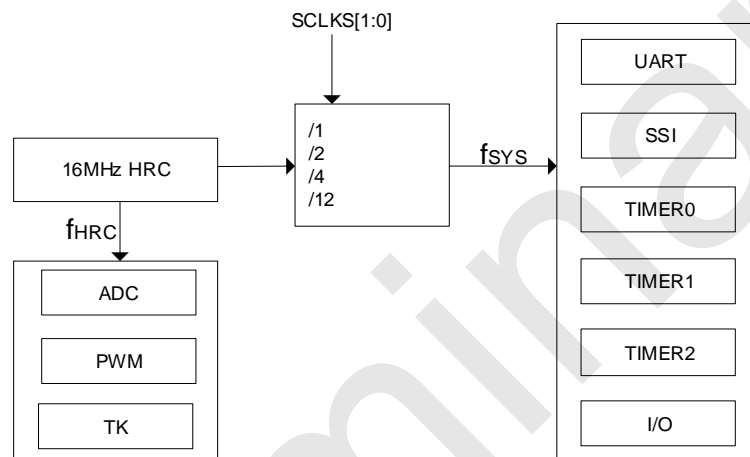 SCLKS[1:0]
16MHz HRC
/1
/2
/4
/12
fSYS
fHRC
ADC
PWM
TK
UART
SSI
TIMER0
TIMER1
TIMER2
I/O